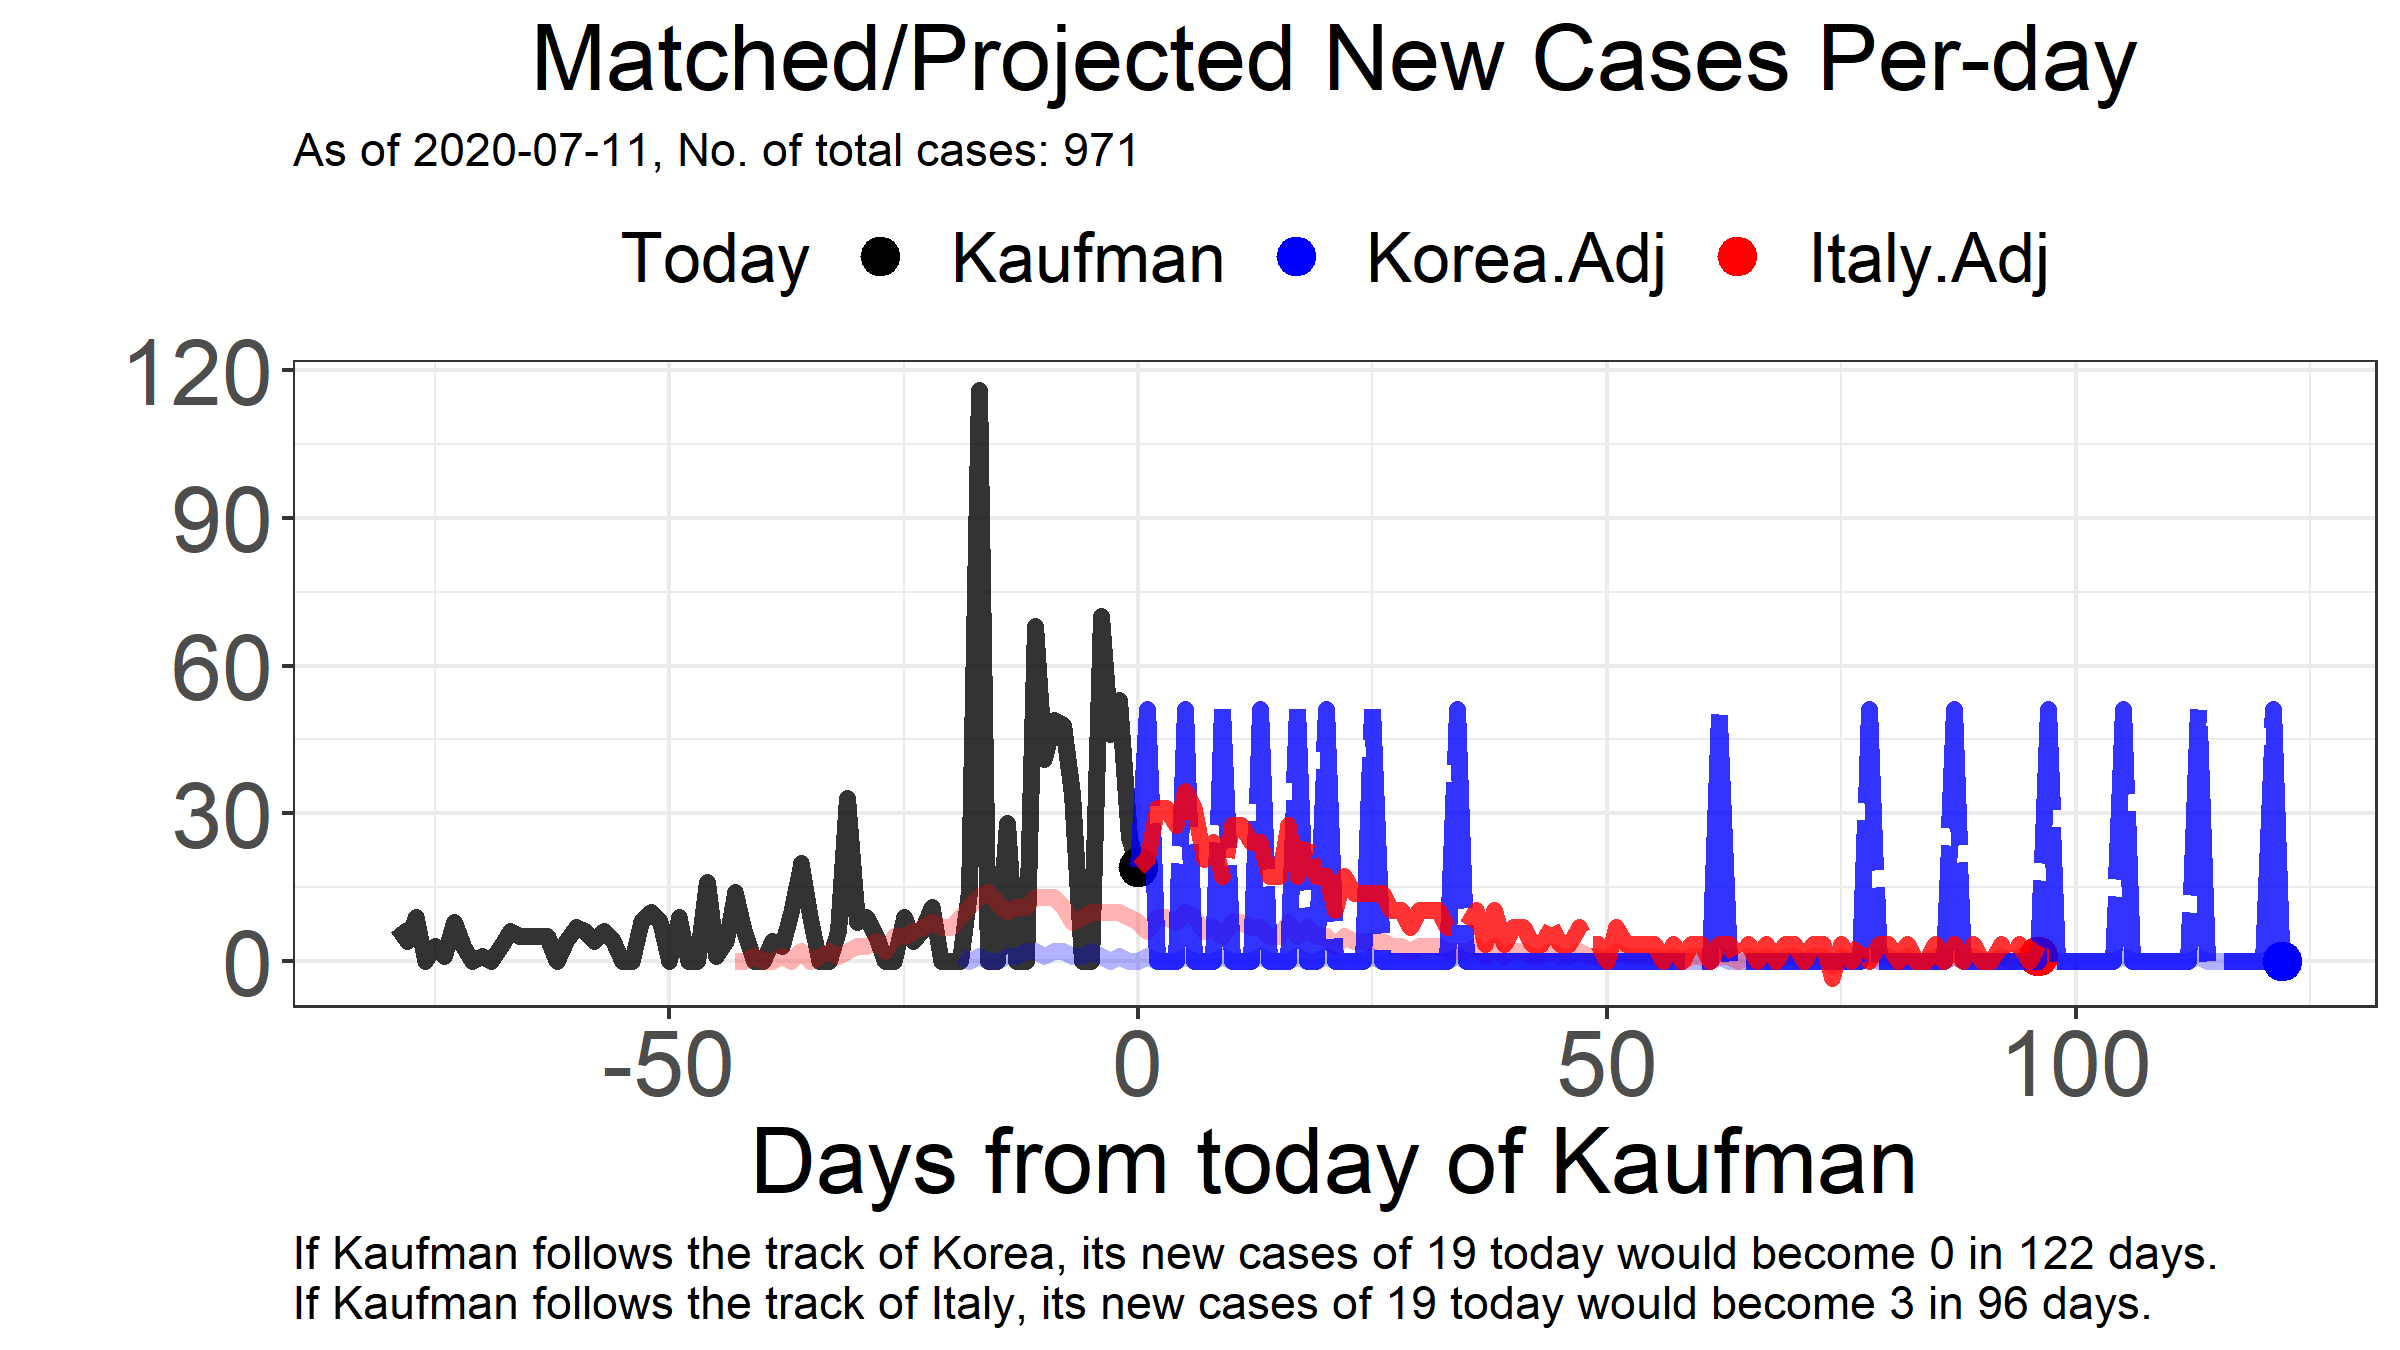 Matched/Projected New Cases Per-day
As of 2020-07-11, No. of total cases: 971
Today Kaufman Korea.Adj Italy.Adj
120
90
60
30
0
-50 0 50 100
Days from today of Kaufman
If Kaufman follows the track of Korea, its new cases of 19 today would become 0 in 122 days.
If Kaufman follows the track of Italy, its new cases of 19 today would become 3 in 96 days.